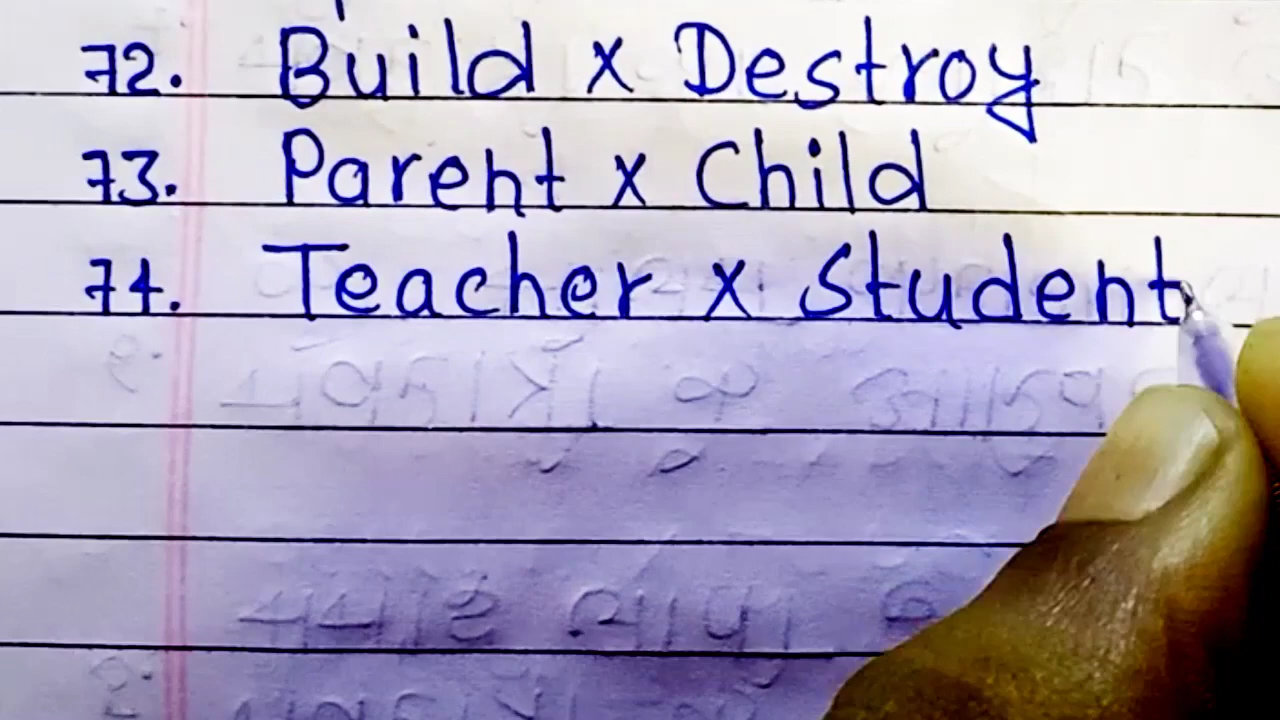 72. Build x Destroy
73. Parent x Child
74. Teacher x Student